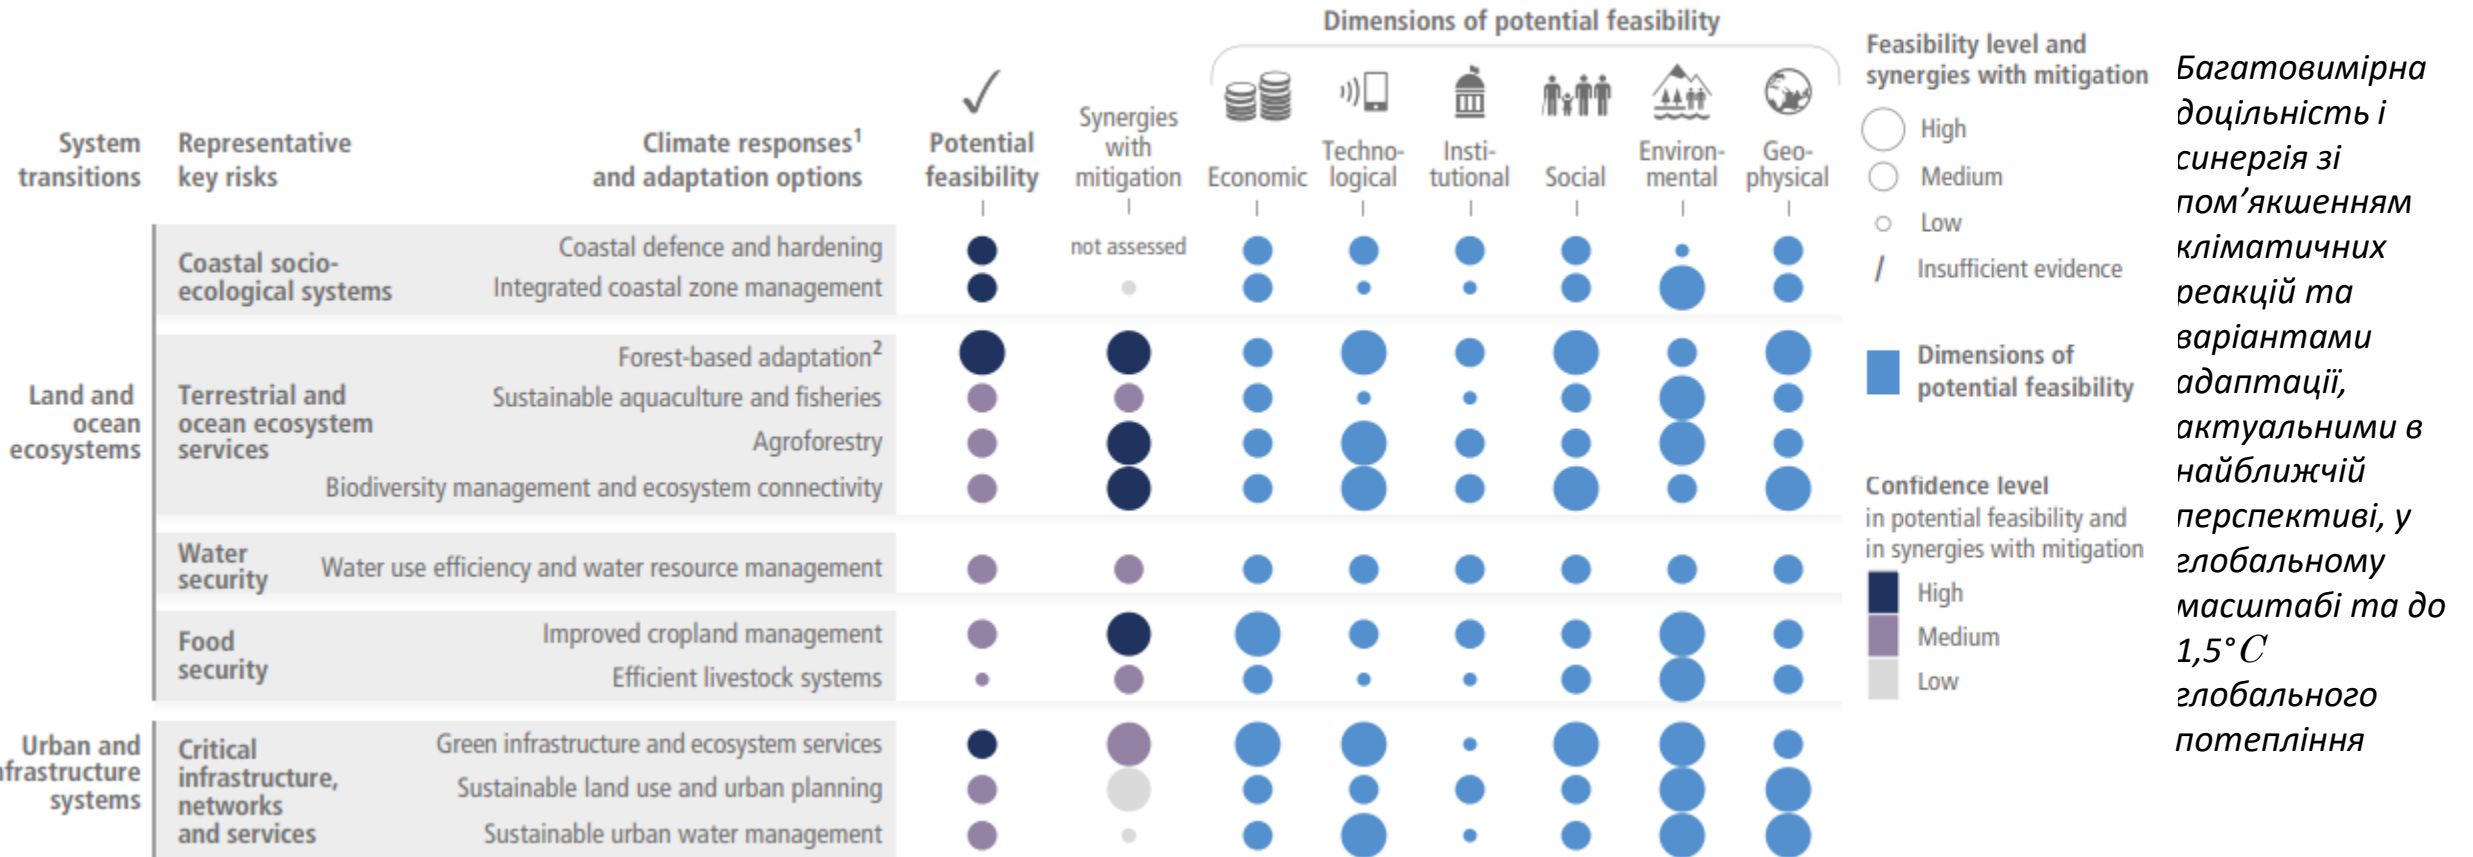 Dimensions of potential feasibility
System transitions
Representative key risks
Climate responses¹ and adaptation options
Potential feasibility
Synergies with mitigation
Economic
Techno-
logical
Insti-
tutional
Social
Environ-
mental
Geo-
physical
Land and ocean ecosystems
Coastal socio-
ecological systems
Coastal defence and hardening
not assessed
Integrated coastal zone management
Terrestrial and
ocean ecosystem
services
Forest-based adaptation²
Sustainable aquaculture and fisheries
Agroforestry
Biodiversity management and ecosystem connectivity
Water
security
Water use efficiency and water resource management
Food
security
Improved cropland management
Efficient livestock systems
Urban and
nfrastructure
systems
Critical
infrastructure,
networks
and services
Green infrastructure and ecosystem services
Sustainable land use and urban planning
Sustainable urban water management
Feasibility level and
synergies with mitigation
High
Medium
Low
/ Insufficient evidence
Dimensions of
potential feasibility
Confidence level
in potential feasibility and
in synergies with mitigation
High
Medium
Low
Багатовимірна
доцільність і
синергія зі
пом’якшенням
кліматичних
реакцій та
варіантами
адаптації,
актуальними в
найближчій
перспективі, у
глобальному
масштабі та до
1,5°C
глобального
потепління